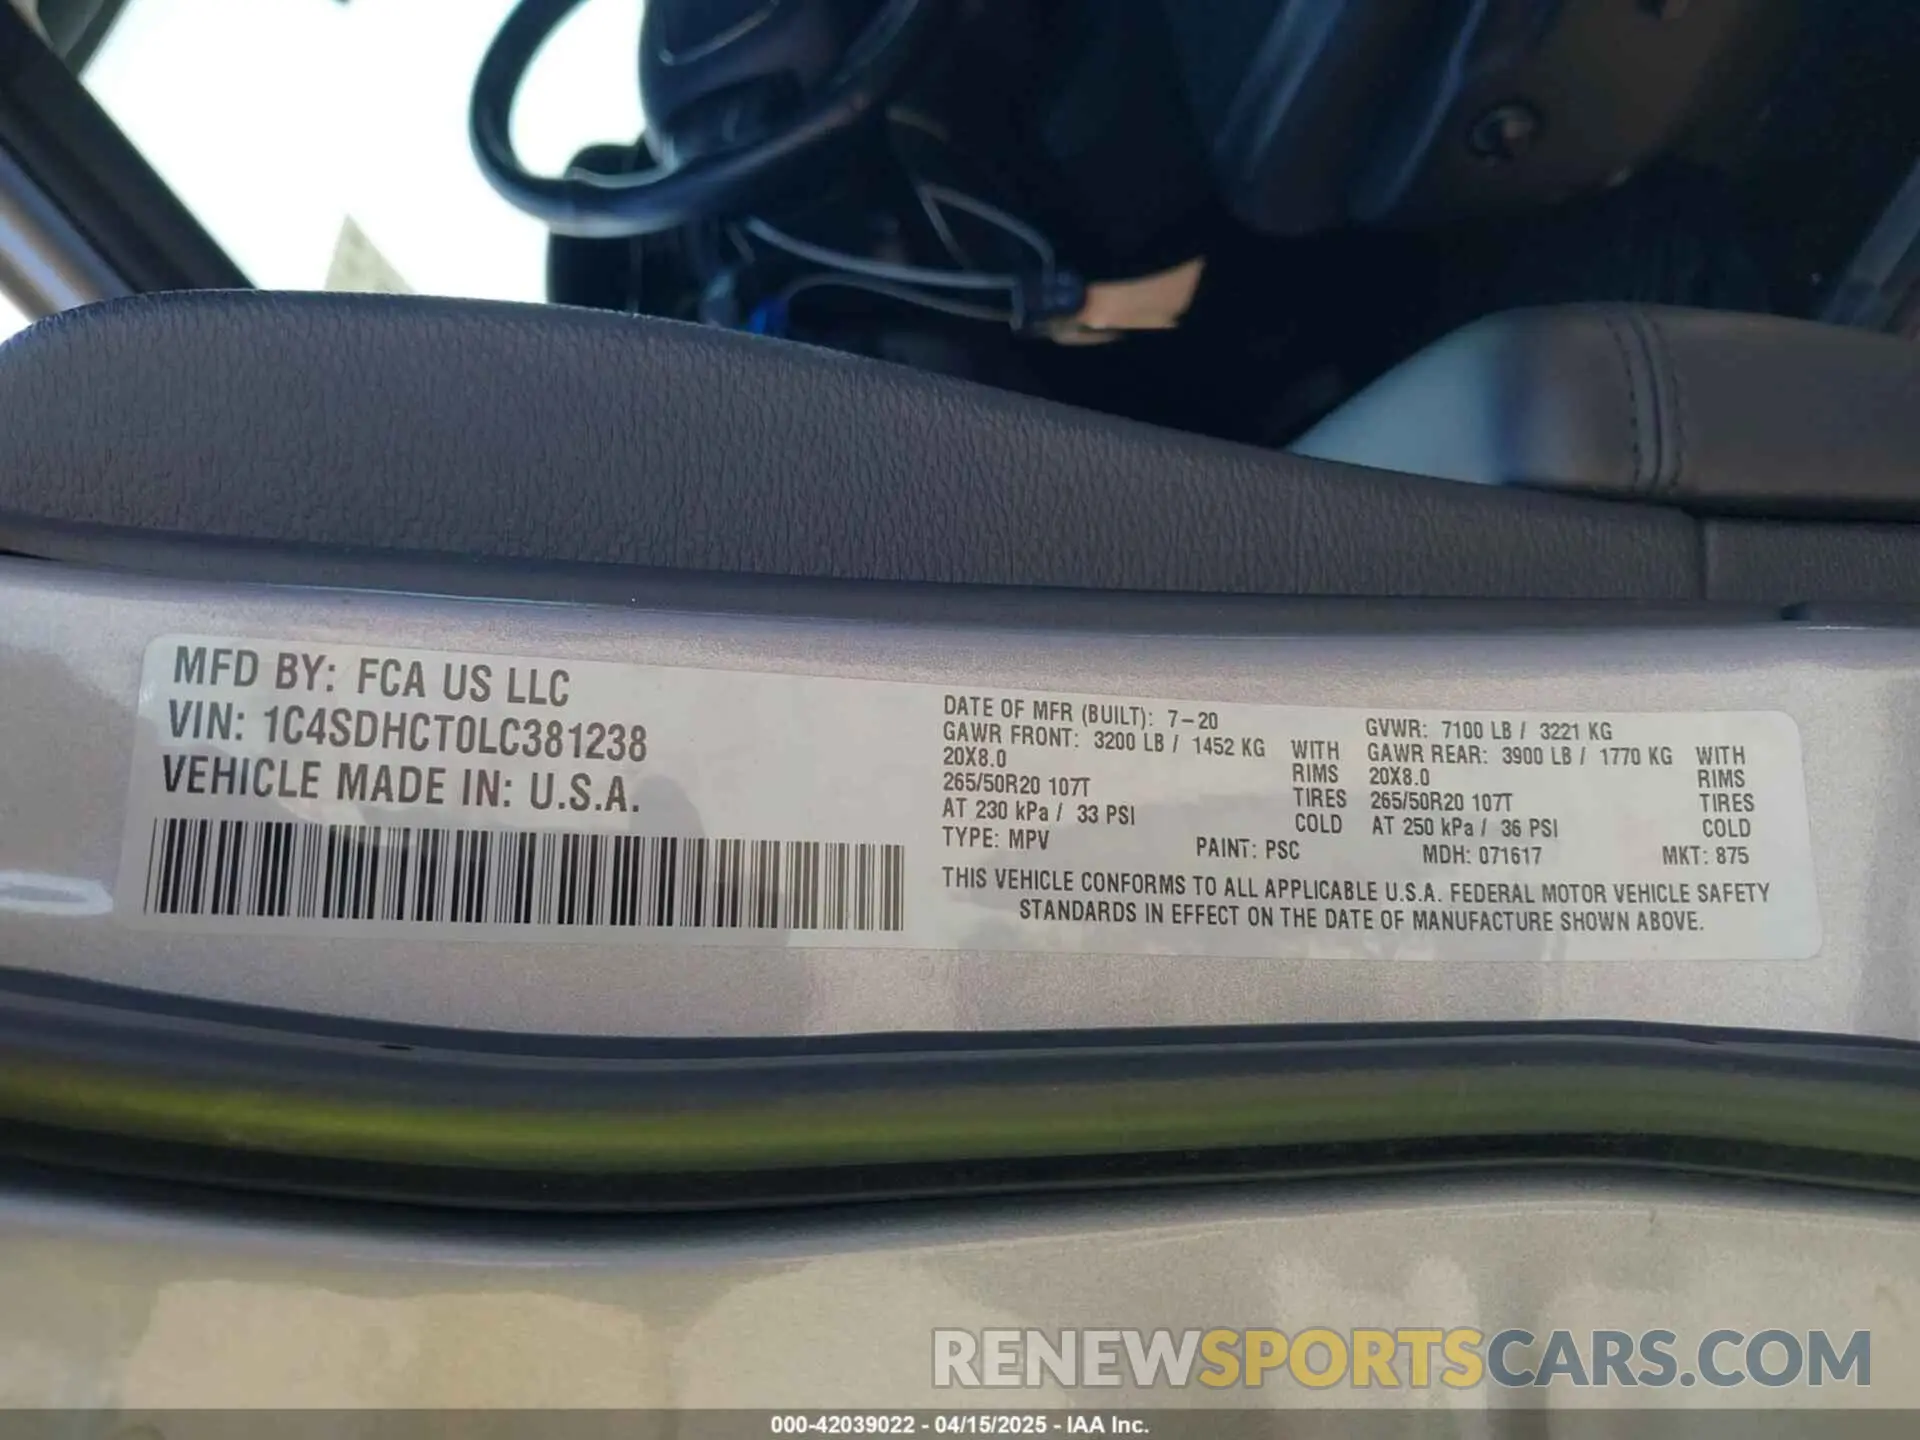 MFD BY: FCA US LLC
VIN: 1C4SDHCT0LC381238
VEHICLE MADE IN: U.S.A.
DATE OF MFR (BUILT): 7-20
GAWR FRONT: 3200 LB / 1452 KG WITH
20X8.0 RIMS
265/50R20 107T TIRES
AT 230 kPa / 33 PSI COLD
GVWR: 7100 LB / 3221 KG
GAWR REAR: 3900 LB / 1770 KG WITH
20X8.0 RIMS
265/50R20 107T TIRES
AT 250 kPa / 36 PSI COLD
TYPE: MPV PAINT: PSC MDH: 071617 MKT: 875
THIS VEHICLE CONFORMS TO ALL APPLICABLE U.S.A. FEDERAL MOTOR VEHICLE SAFETY
STANDARDS IN EFFECT ON THE DATE OF MANUFACTURE SHOWN ABOVE.
RENEWSPORTSCARS.COM
000-42039022 - 04/15/2025 - IAA Inc.